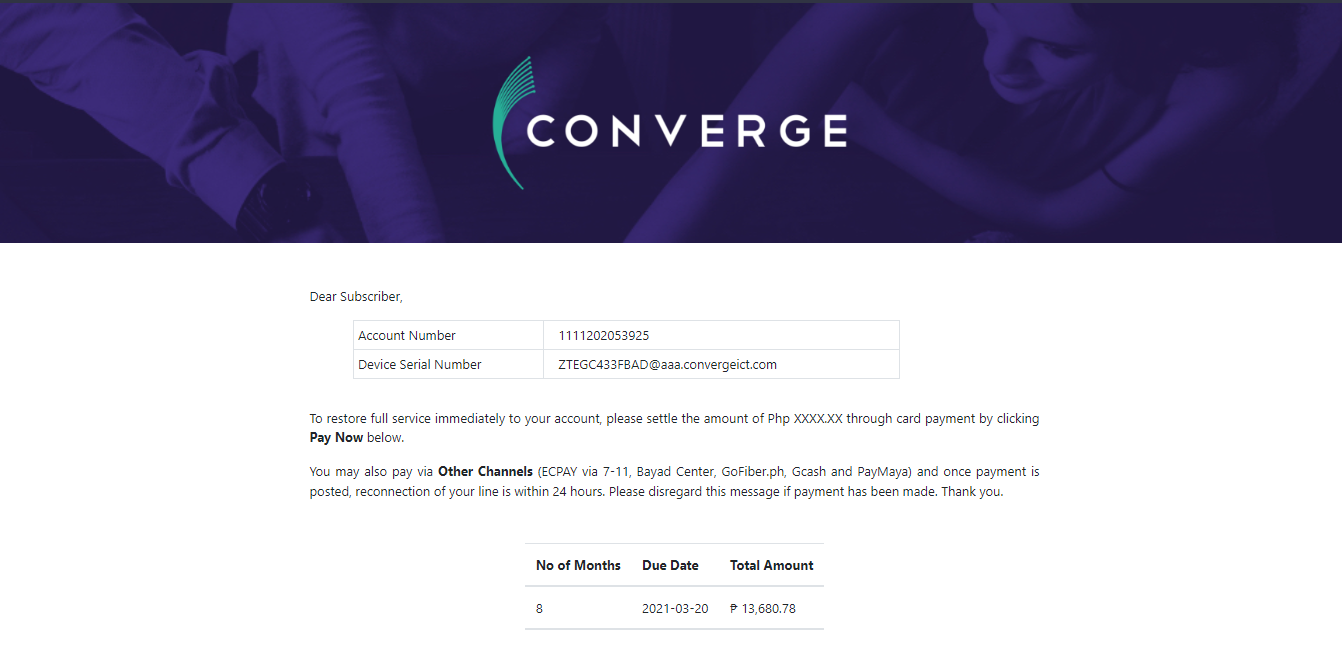 CONVERGE
Dear Subscriber,
Account Number 1111202053925
Device Serial Number ZTEGC433FBAD@aaa.convergeict.com
To restore full service immediately to your account, please settle the amount of Php XXXX.XX through card payment by clicking
Pay Now below.
You may also pay via Other Channels (ECPAY via 7-11, Bayad Center, GoFiber.ph, Gcash and PayMaya) and once payment is
posted, reconnection of your line is within 24 hours. Please disregard this message if payment has been made. Thank you.
No of Months Due Date Total Amount
8 2021-03-20 ₱ 13,680.78